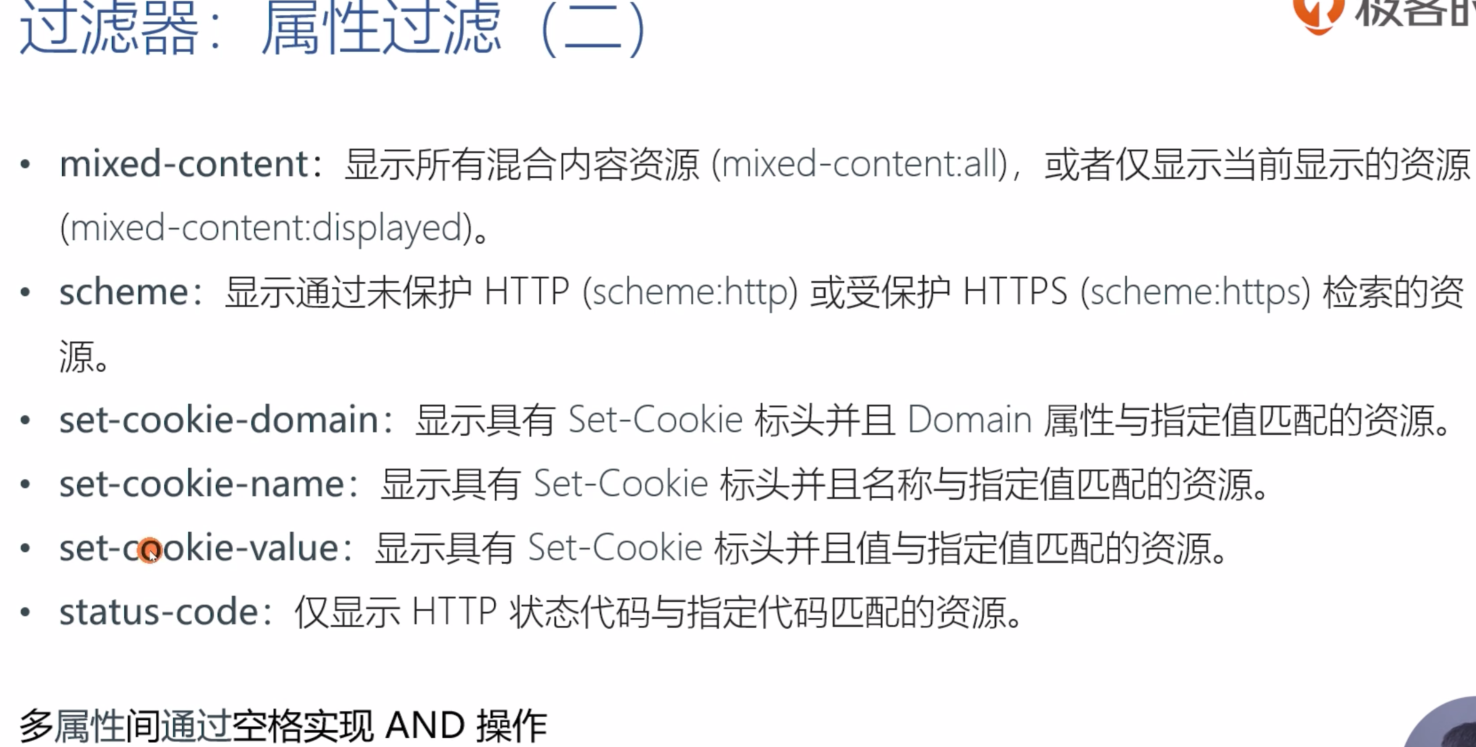 过滤器：属性过滤（二）
极客时
• mixed-content：显示所有混合内容资源 (mixed-content:all)，或者仅显示当前显示的资源
(mixed-content:displayed)。
• scheme：显示通过未保护 HTTP (scheme:http) 或受保护 HTTPS (scheme:https) 检索的资
源。
• set-cookie-domain：显示具有 Set-Cookie 标头并且 Domain 属性与指定值匹配的资源。
• set-cookie-name：显示具有 Set-Cookie 标头并且名称与指定值匹配的资源。
• set-cookie-value：显示具有 Set-Cookie 标头并且值与指定值匹配的资源。
• status-code：仅显示 HTTP 状态代码与指定代码匹配的资源。
多属性间通过空格实现 AND 操作